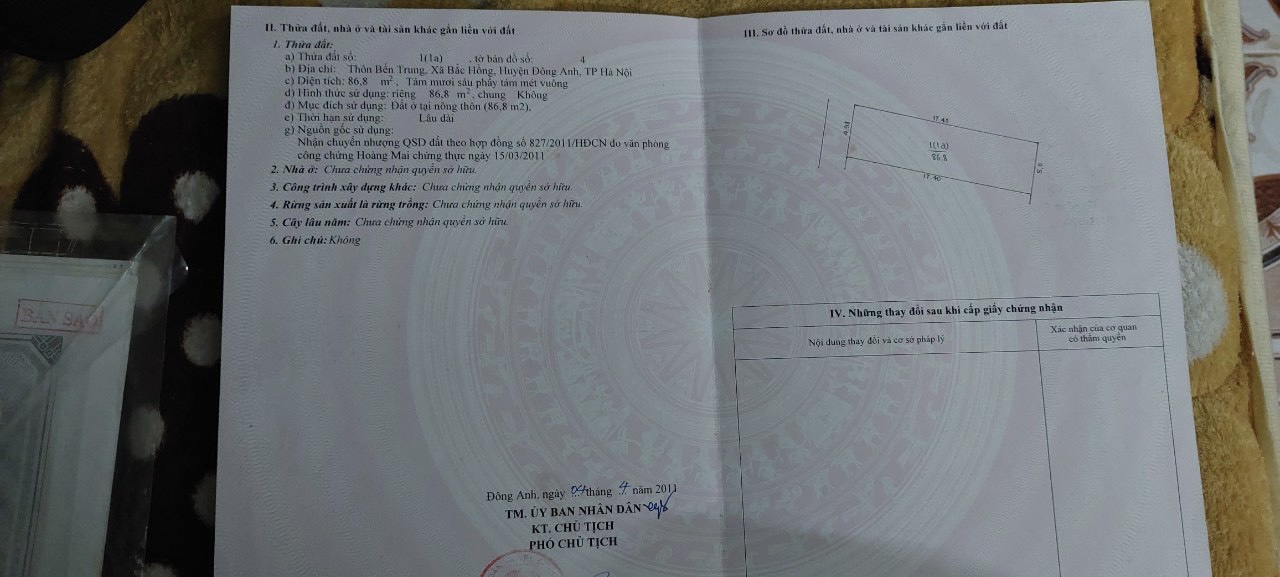 II. Thửa đất, nhà ở và tài sản khác gắn liền với đất
1. Thửa đất:
a) Thửa đất số: 1(1a) , tờ bản đồ số: 4
b) Địa chỉ: Thôn Bến Trung, Xã Bắc Hồng, Huyện Đông Anh, TP Hà Nội
c) Diện tích: 86,8 m², Tám mươi sáu phẩy tám mét vuông
d) Hình thức sử dụng: riêng 86,8 m², chung Không
đ) Mục đích sử dụng: Đất ở tại nông thôn (86,8 m2),
e) Thời hạn sử dụng: Lâu dài
g) Nguồn gốc sử dụng:
Nhận chuyển nhượng QSD đất theo hợp đồng số 827/2011/HĐCN do văn phòng
công chứng Hoàng Mai chứng thực ngày 15/03/2011
2. Nhà ở: Chưa chứng nhận quyền sở hữu.
3. Công trình xây dựng khác: Chưa chứng nhận quyền sở hữu
4. Rừng sản xuất là rừng trồng: Chưa chứng nhận quyền sở hữu.
5. Cây lâu năm: Chưa chứng nhận quyền sở hữu.
6. Ghi chú: Không
Đông Anh, ngày 04 tháng 4 năm 2011
TM. ỦY BAN NHÂN DÂN
KT. CHỦ TỊCH
PHÓ CHỦ TỊCH
III. Sơ đồ thửa đất, nhà ở và tài sản khác gắn liền với đất
17.45
1(1a)
86.8
17.40
IV. Những thay đổi sau khi cấp giấy chứng nhận
Nội dung thay đổi và cơ sở pháp lý
Xác nhận của cơ quan
có thẩm quyền
BẢN SAO